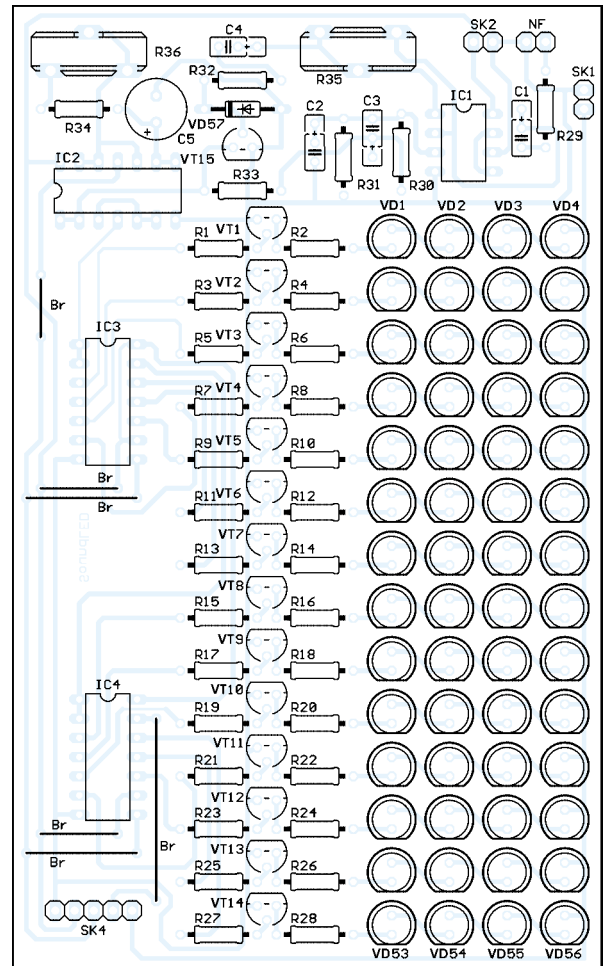 C4 SK2 NF
R36 R32 R35 SK1
IC1
C2 C3 C1
R34 VD57 C5
R29
IC2 VT15
R33 R31 R30
VD1 VD2 VD3 VD4
R1 VT1 R2
R3 VT2 R4
Br
IC3 R5 VT3 R6
R7 VT4 R8
R9 VT5 R10
Br
R11 VT6 R12
Br
VT7
R13 R14
SoundLED
VT8
R15 R16
VT9
R17 R18
IC4 VT10
R19 R20
VT11
R21 R22
VT12
R23 R24
Br
VT13
Br Br
R25 R26
VT14
R27 R28
SK4
VD53 VD54 VD55 VD56